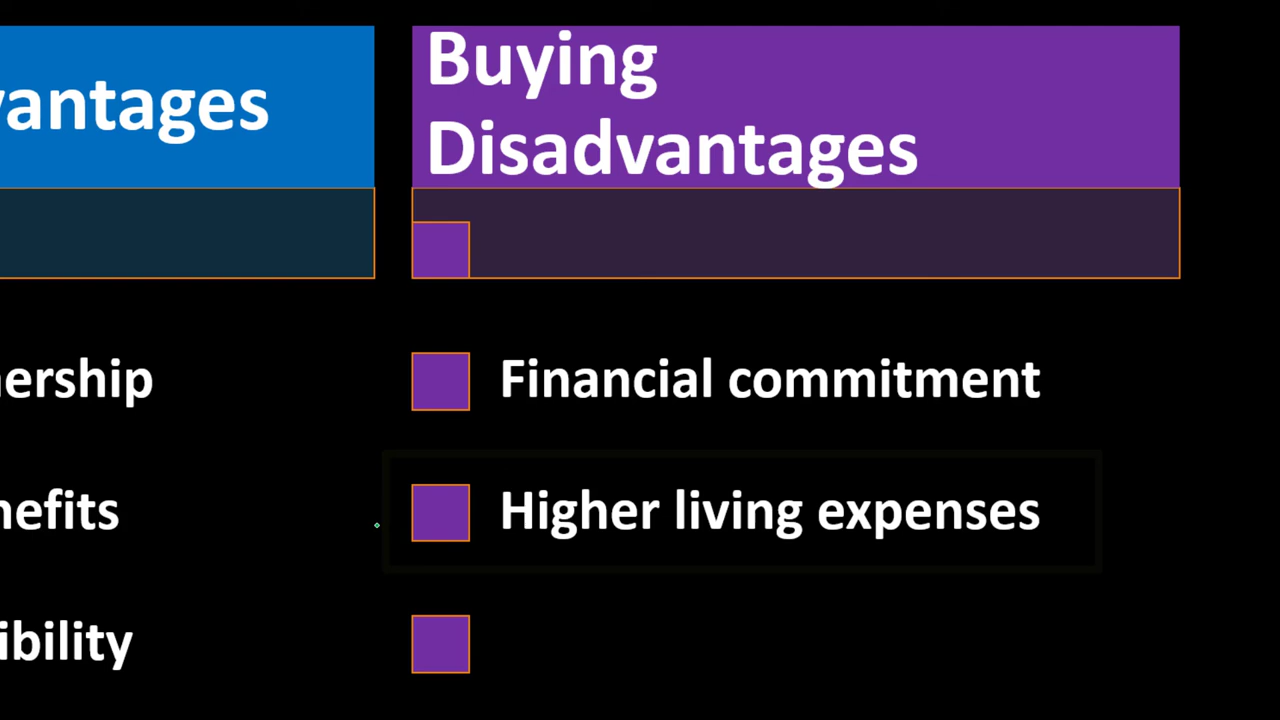 vantages
Buying
Disadvantages
nership
Financial commitment
nefits
Higher living expenses
ibility